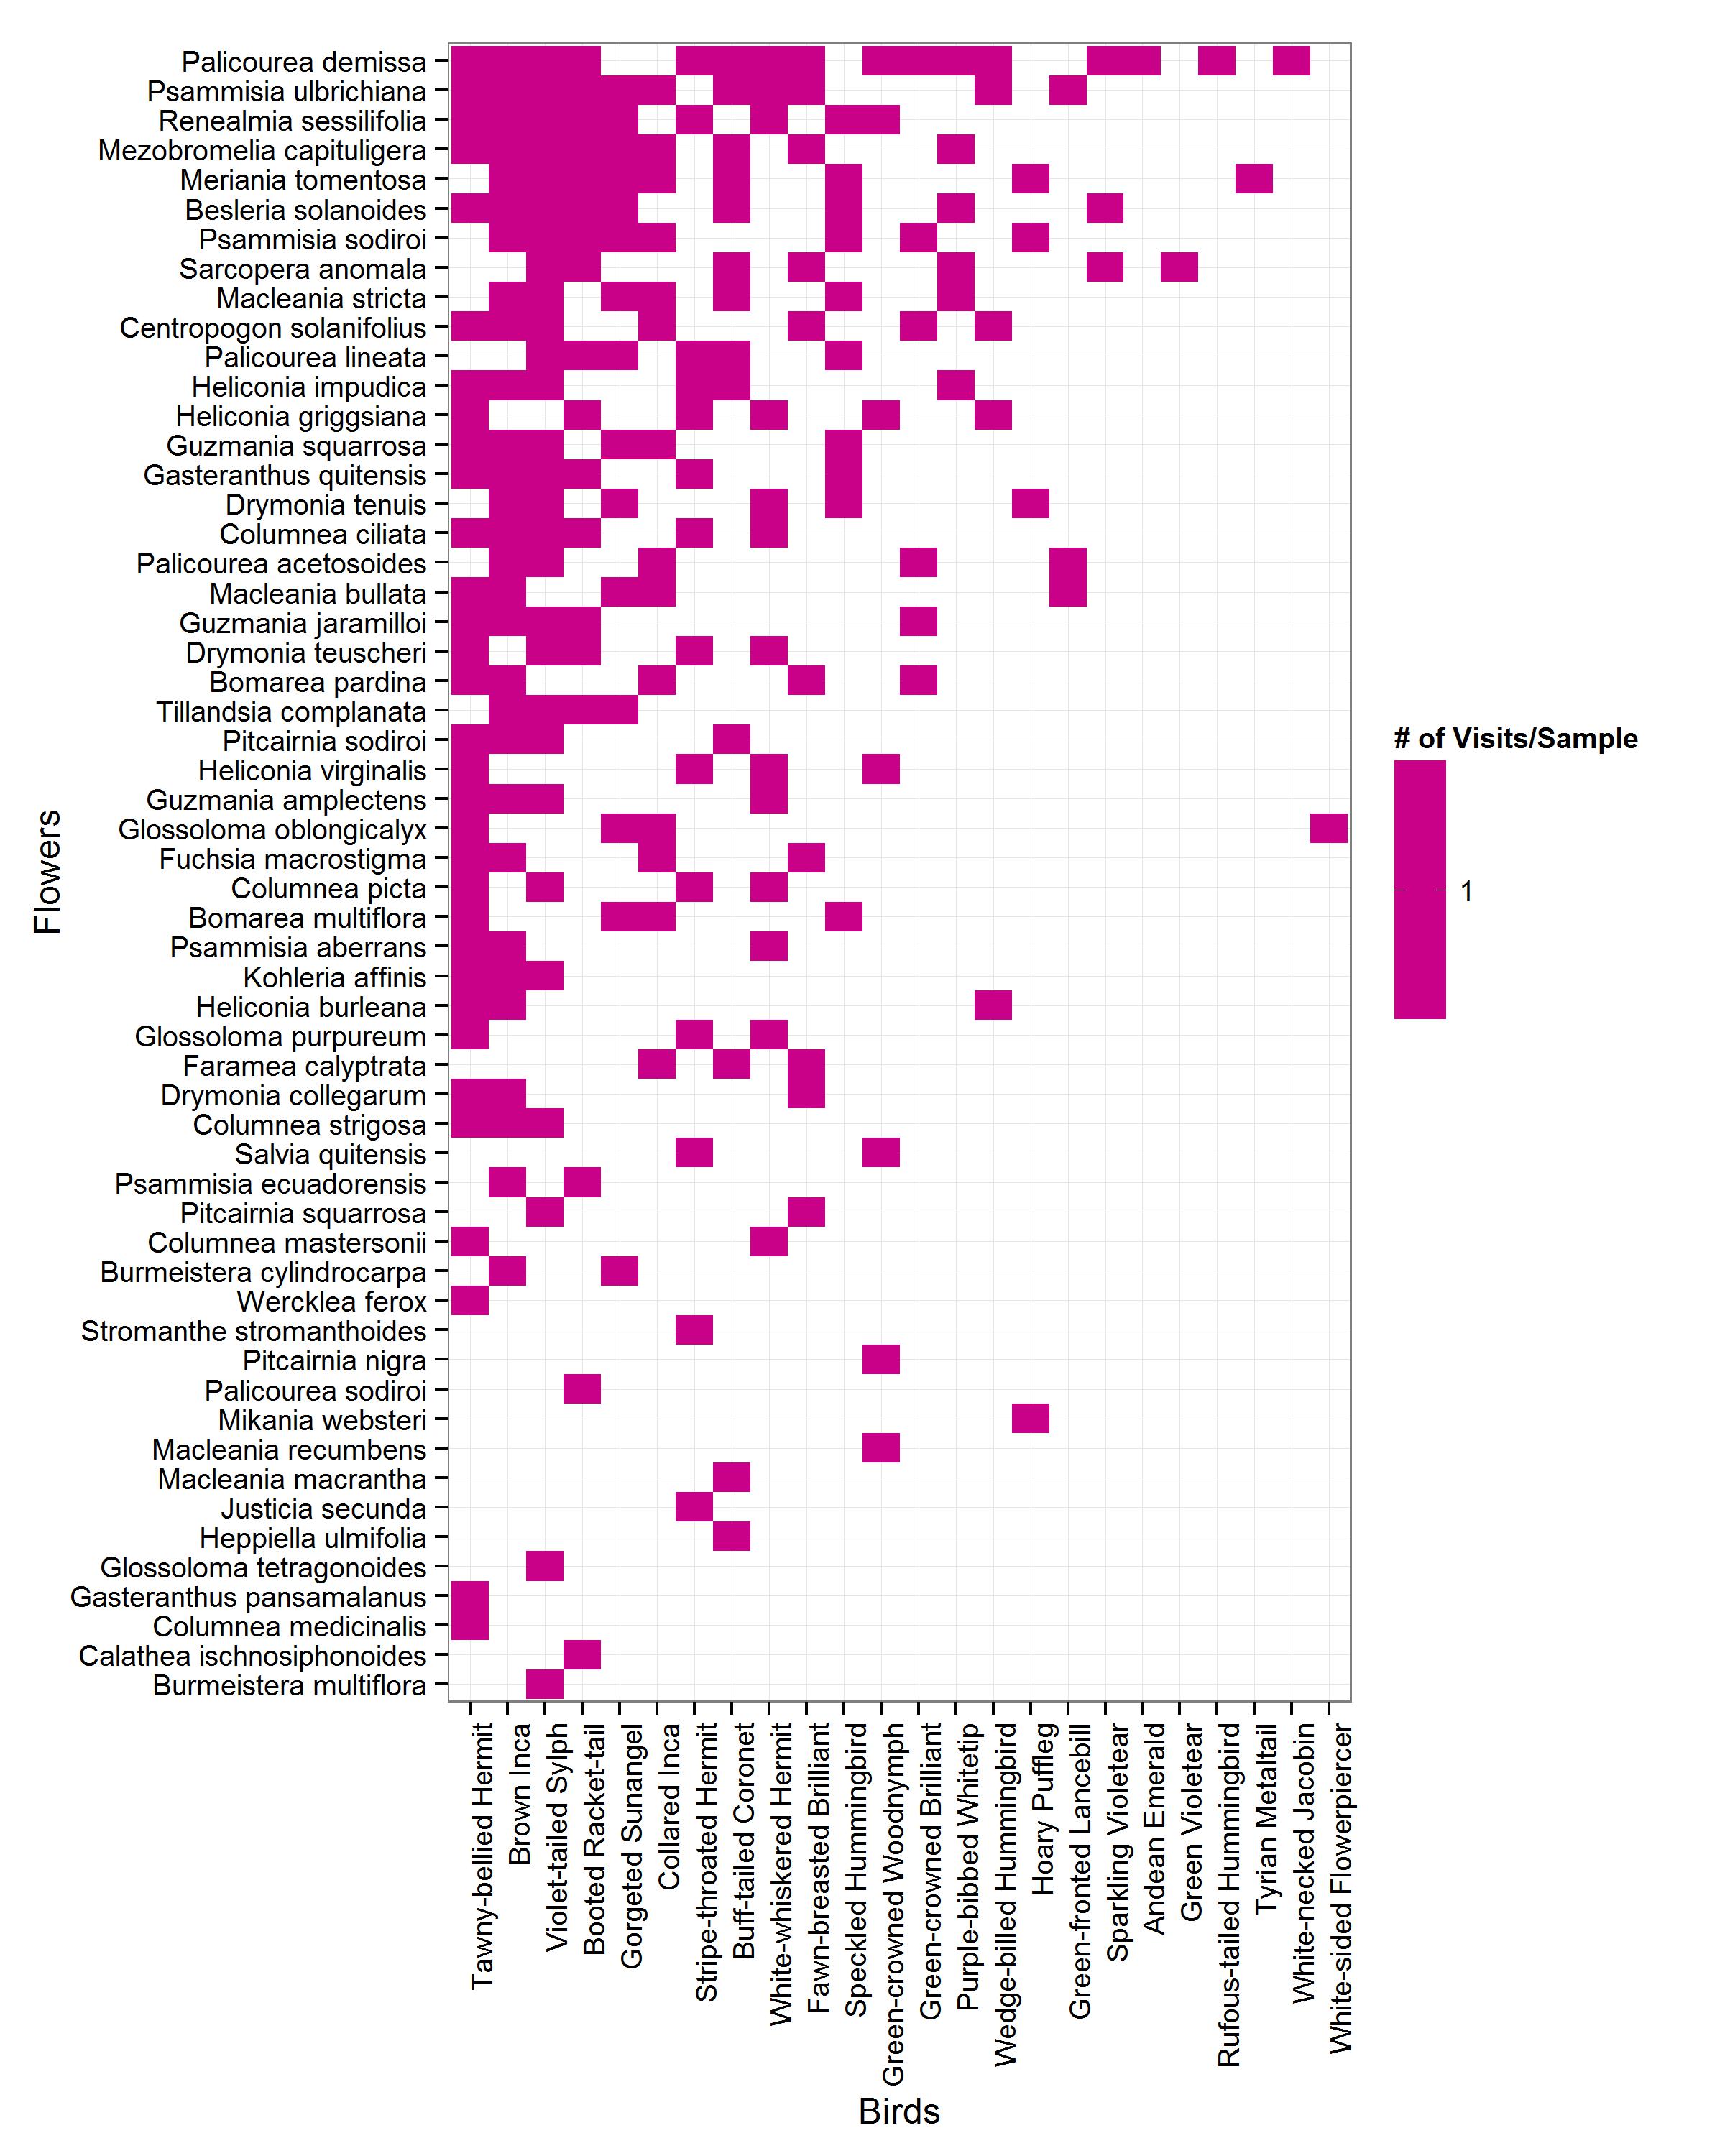 Palicourea demissa
Psammisia ulbrichiana
Renealmia sessilifolia
Mezobromelia capituligera
Meriania tomentosa
Besleria solanoides
Psammisia sodiroi
Sarcopera anomala
Macleania stricta
Centropogon solanifolius
Palicourea lineata
Heliconia impudica
Heliconia griggsiana
Guzmania squarrosa
Gasteranthus quitensis
Drymonia tenuis
Columnea ciliata
Palicourea acetosoides
Macleania bullata
Guzmania jaramilloi
Drymonia teuscheri
Bomarea pardina
Tillandsia complanata
Pitcairnia sodiroi
Heliconia virginalis
Guzmania amplectens
Glossoloma oblongicalyx
Fuchsia macrostigma
Columnea picta
Bomarea multiflora
Psammisia aberrans
Kohleria affinis
Heliconia burleana
Glossoloma purpureum
Faramea calyptrata
Drymonia collegarum
Columnea strigosa
Salvia quitensis
Psammisia ecuadorensis
Pitcairnia squarrosa
Columnea mastersonii
Burmeistera cylindrocarpa
Wercklea ferox
Stromanthe stromanthoides
Pitcairnia nigra
Palicourea sodiroi
Mikania websteri
Macleania recumbens
Macleania macrantha
Justicia secunda
Heppiella ulmifolia
Glossoloma tetragonoides
Gasteranthus pansamalanus
Columnea medicinalis
Calathea ischnosiphonoides
Burmeistera multiflora
Flowers
Tawny-bellied Hermit
Brown Inca
Violet-tailed Sylph
Booted Racket-tail
Gorgeted Sunangel
Collared Inca
Stripe-throated Hermit
Buff-tailed Coronet
White-whiskered Hermit
Fawn-breasted Brilliant
Speckled Hummingbird
Green-crowned Woodnymph
Green-crowned Brilliant
Purple-bibbed Whitetip
Wedge-billed Hummingbird
Hoary Puffleg
Green-fronted Lancebill
Sparkling Violetear
Andean Emerald
Green Violetear
Rufous-tailed Hummingbird
Tyrian Metaltail
White-necked Jacobin
White-sided Flowerpiercer
Birds
# of Visits/Sample
1